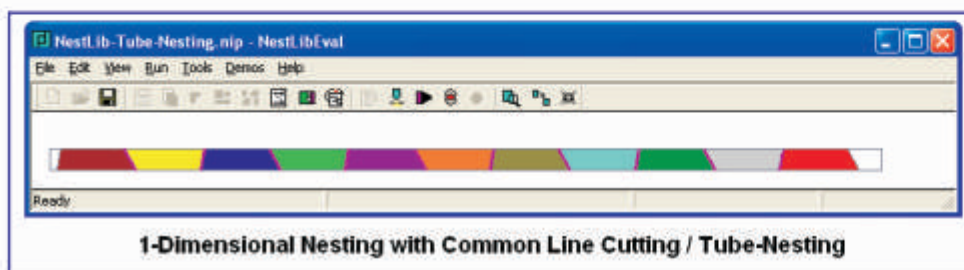 NestLib-Tube-Nesting.nip - NestLibEval
File Edit View Run Tools Demos Help
Ready
1-Dimensional Nesting with Common Line Cutting / Tube-Nesting